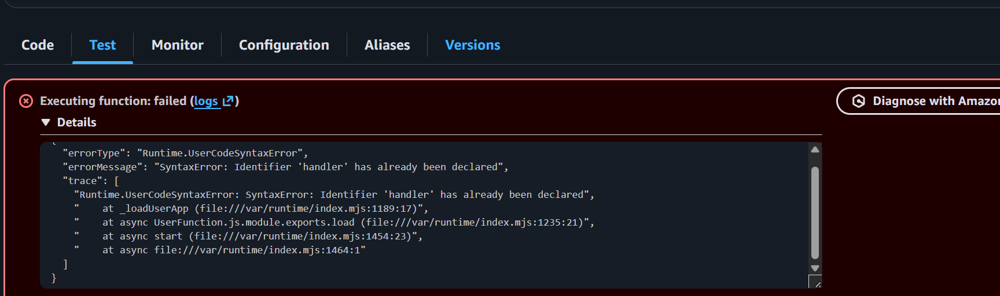 Code
Test
Monitor
Configuration
Aliases
Versions
Executing function: failed (logs)
Diagnose with Amazon
Details
{
"errorType": "Runtime.UserCodeSyntaxError",
"errorMessage": "SyntaxError: Identifier 'handler' has already been declared",
"trace": [
"Runtime.UserCodeSyntaxError: SyntaxError: Identifier 'handler' has already been declared",
"    at _loadUserApp (file:///var/runtime/index.mjs:1189:17)",
"    at async UserFunction.js.module.exports.load (file:///var/runtime/index.mjs:1235:21)",
"    at async start (file:///var/runtime/index.mjs:1454:23)",
"    at async file:///var/runtime/index.mjs:1464:1"
]
}